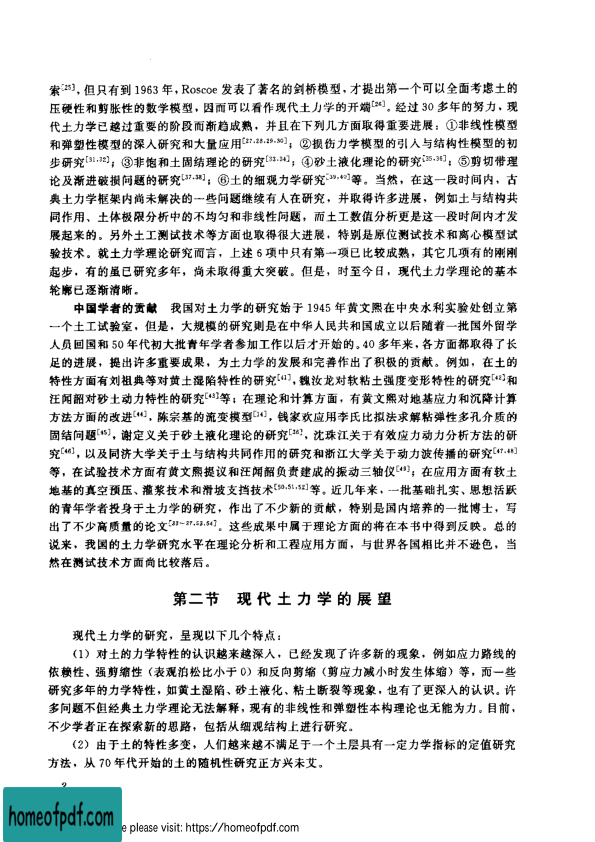 索[25],但只有到1963年,Roscoe发表了著名的剑桥模型,才提出第一个可以全面考虑土的
压硬性和剪胀性的数学模型,因而可以看作现代土力学的开端[26]。经过30多年的努力,现
代土力学已越过重要的阶段而渐趋成熟,并且在下列几方面取得重要进展:①非线性模型
和弹塑性模型的深入研究和大量应用[27,28,29,30];②损伤力学模型的引入与结构性模型的初
步研究[31,32];③非饱和土固结理论的研究[33,34];④砂土液化理论的研究[35,36];⑤剪切带理
论及渐进破损问题的研究[37,38];⑥土的细观力学研究[39,40]等。当然,在这一段时间内,古
典土力学框架内尚未解决的一些问题继续有人在研究,并取得许多进展,例如土与结构共
同作用、土体极限分析中的不均匀和非线性问题,而土工数值分析更是这一段时间内才发
展起来的。另外土工测试技术等方面也取得很大进展,特别是原位测试技术和离心模型试
验技术。就土力学理论研究而言,上述6项中只有第一项已比较成熟,其它几项有的刚刚
起步,有的虽已研究多年,尚未取得重大突破。但是,时至今日,现代土力学理论的基本
轮廓已逐渐清晰。
中国学者的贡献 我国对土力学的研究始于1945年黄文熙在中央水利实验处创立第
一个土工试验室,但是,大规模的研究则是在中华人民共和国成立以后随着一批国外留学
人员回国和50年代初大批青年学者参加工作以后才开始的。40多年来,各方面都取得了长
足的进展,提出许多重要成果,为土力学的发展和完善作出了积极的贡献。例如,在土的
特性方面有刘祖典等对黄土湿陷特性的研究[41],魏汝龙对软粘土强度变形特性的研究[42]和
汪闻韶对砂土动力特性的研究[43]等;在理论和计算方面,有黄文熙对地基应力和沉降计算
方法方面的改进[44],陈宗基的流变模型[14],钱家欢应用李氏比拟法求解粘弹性多孔介质的
固结问题[45],谢定义关于砂土液化理论的研究[36],沈珠江关于有效应力动力分析方法的研
究[46],以及同济大学关于土与结构共同作用的研究和浙江大学关于动力波传播的研究[47,48]
等,在试验技术方面有黄文熙提议和汪闻韶负责建成的振动三轴仪[49];在应用方面有软土
地基的真空预压、灌浆技术和滑坡支挡技术[50,51,52]等。近几年来,一批基础扎实、思想活跃
的青年学者投身于土力学的研究,作出了不少新的贡献,特别是国内培养的一批博士,写
出了不少高质量的论文。这些成果中属于理论方面的将在本书中得到反映。总的
说来,我国的土力学研究水平在理论分析和工程应用方面,与世界各国相比并不逊色,当
然在测试技术方面尚比较落后。
第二节 现代土力学的展望
现代土力学的研究,呈现以下几个特点:
(1)对土的力学特性的认识越来越深入,已经发现了许多新的现象,例如应力路线的
依赖性、强剪缩性(表观泊松比小于0)和反向剪缩(剪应力减小时发生体缩)等,而一些
研究多年的力学特性,如黄土湿陷、砂土液化、粘土断裂等现象,也有了更深入的认识。许
多问题不但经典土力学理论无法解释,现有的非线性和弹塑性本构理论也无能为力。目前,
不少学者正在探索新的思路,包括从细观结构上进行研究。
(2)由于土的特性多变,人们越来越不满足于一个土层具有一定力学指标的定值研究
方法,从70年代开始的土的随机性研究正方兴未艾。
homeofpdf.com
e please visit: https://homeofpdf.com